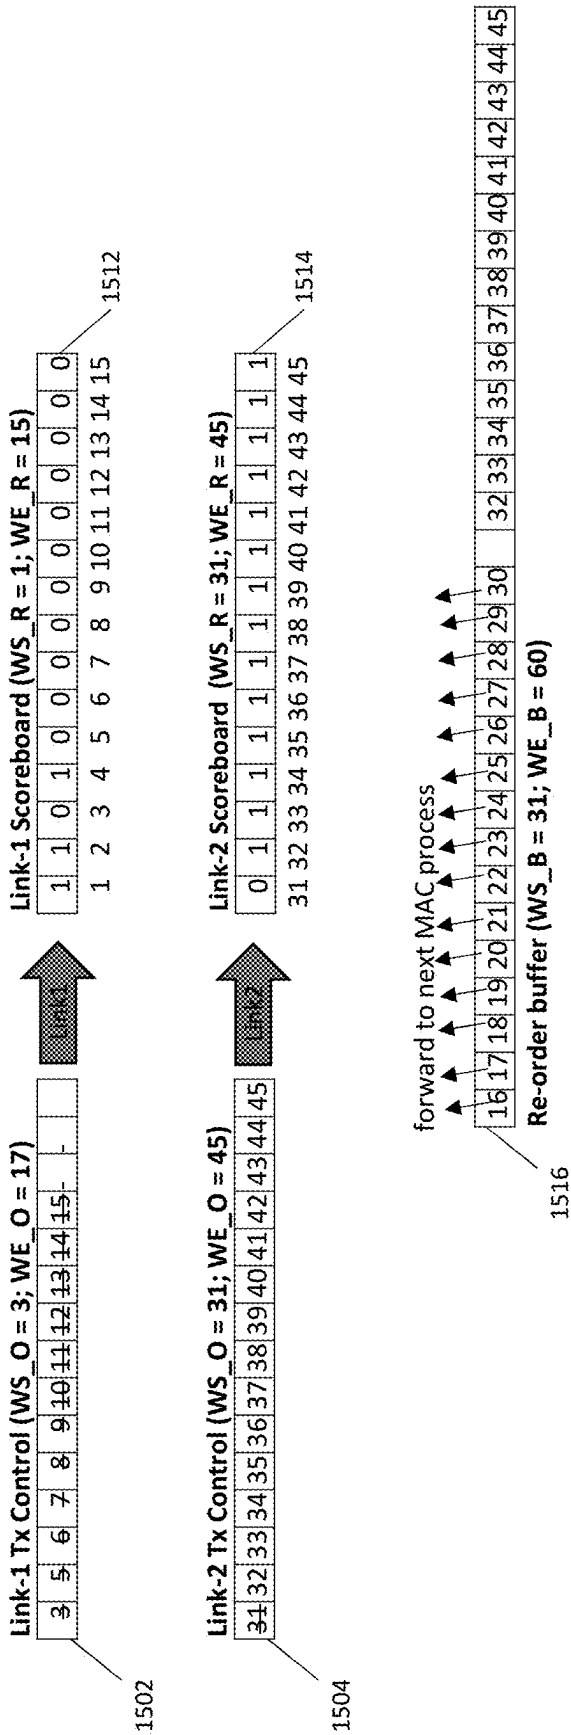 Link-1 Tx Control (WS_O = 3; WE_O = 17)
3 5 6 7 8 9 10 11 12 13 14 15 - -
1502
Link1
Link-1 Scoreboard (WS_R = 1; WE_R = 15)
1 1 0 1 0 0 0 0 0 0 0 0 0 0 0
1 2 3 4 5 6 7 8 9 10 11 12 13 14 15
1512
Link-2 Tx Control (WS_O = 31; WE_O = 45)
31 32 33 34 35 36 37 38 39 40 41 42 43 44 45
1504
Link2
Link-2 Scoreboard (WS_R = 31; WE_R = 45)
0 1 1 1 1 1 1 1 1 1 1 1 1 1 1
31 32 33 34 35 36 37 38 39 40 41 42 43 44 45
1514
forward to next MAC process
16 17 18 19 20 21 22 23 24 25 26 27 28 29 30 32 33 34 35 36 37 38 39 40 41 42 43 44 45
Re-order buffer (WS_B = 31; WE_B = 60)
1516